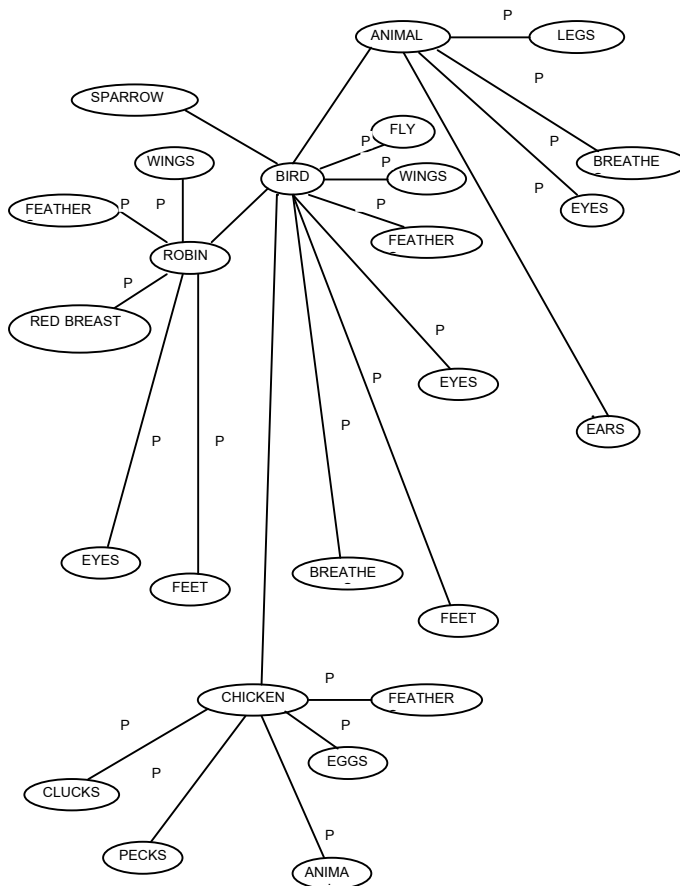 P
ANIMAL LEGS
P
SPARROW
FLY
P
P
WINGS
P
BREATHE
BIRD WINGS
P
FEATHER P P
P
EYES
FEATHER
ROBIN
P
RED BREAST
P
EYES
P
P
P
P
EARS
EYES
BREATHE
FEET
FEET
P
CHICKEN FEATHER
P
P
EGGS
P
CLUCKS
P
PECKS
ANIMA